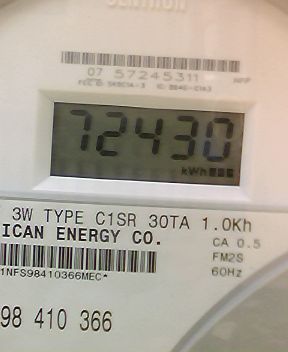 CENTRON
07 57245311
72430
kWh
3W TYPE C1SR 30TA 1.0Kh
ICAN ENERGY CO.
CA 0.5
FM2S
60Hz
1NFS98410366MEC*
98 410 366